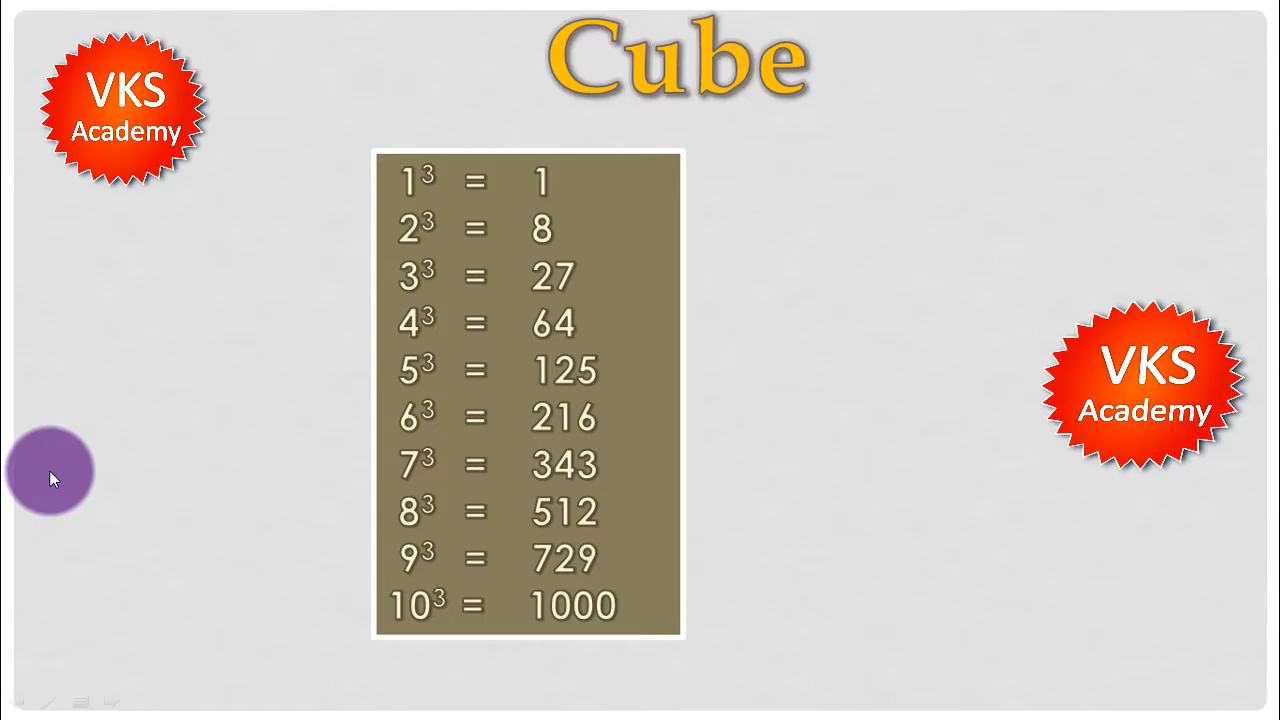 Cube
VKS
Academy
1³ = 1
2³ = 8
3³ = 27
4³ = 64
5³ = 125
6³ = 216
7³ = 343
8³ = 512
9³ = 729
10³ = 1000
VKS
Academy